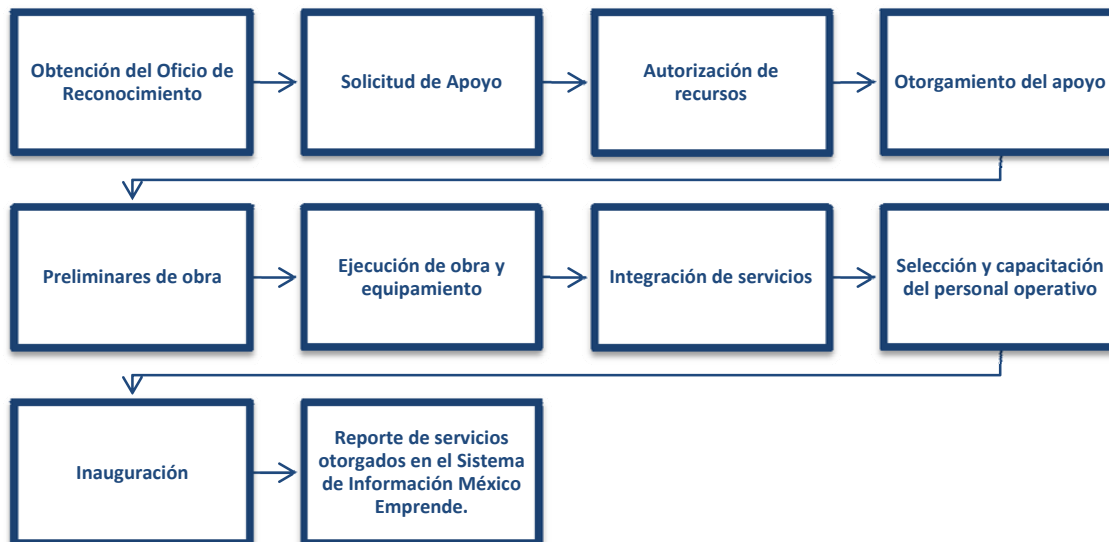 Obtención del Oficio de
Reconocimiento
Solicitud de Apoyo
Autorización de
recursos
Otorgamiento del apoyo
Preliminares de obra
Ejecución de obra y
equipamiento
Integración de servicios
Selección y capacitación
del personal operativo
Inauguración
Reporte de servicios
otorgados en el Sistema
de Información México
Emprende.